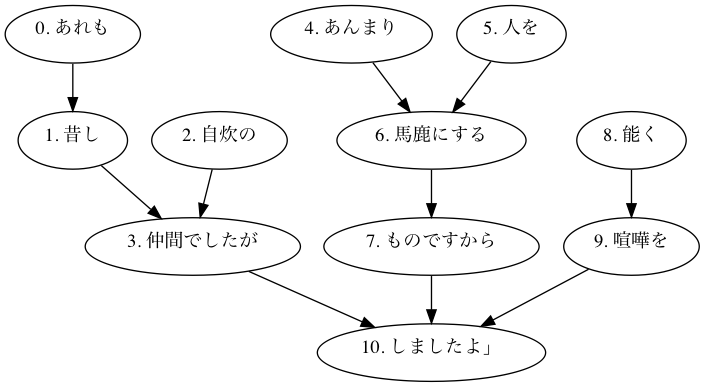 0. あれも
4. あんまり
5. 人を
1. 昔し
2. 自炊の
6. 馬鹿にする
8. 能く
3. 仲間でしたが
7. ものですから
9. 喧嘩を
10. しましたよ」